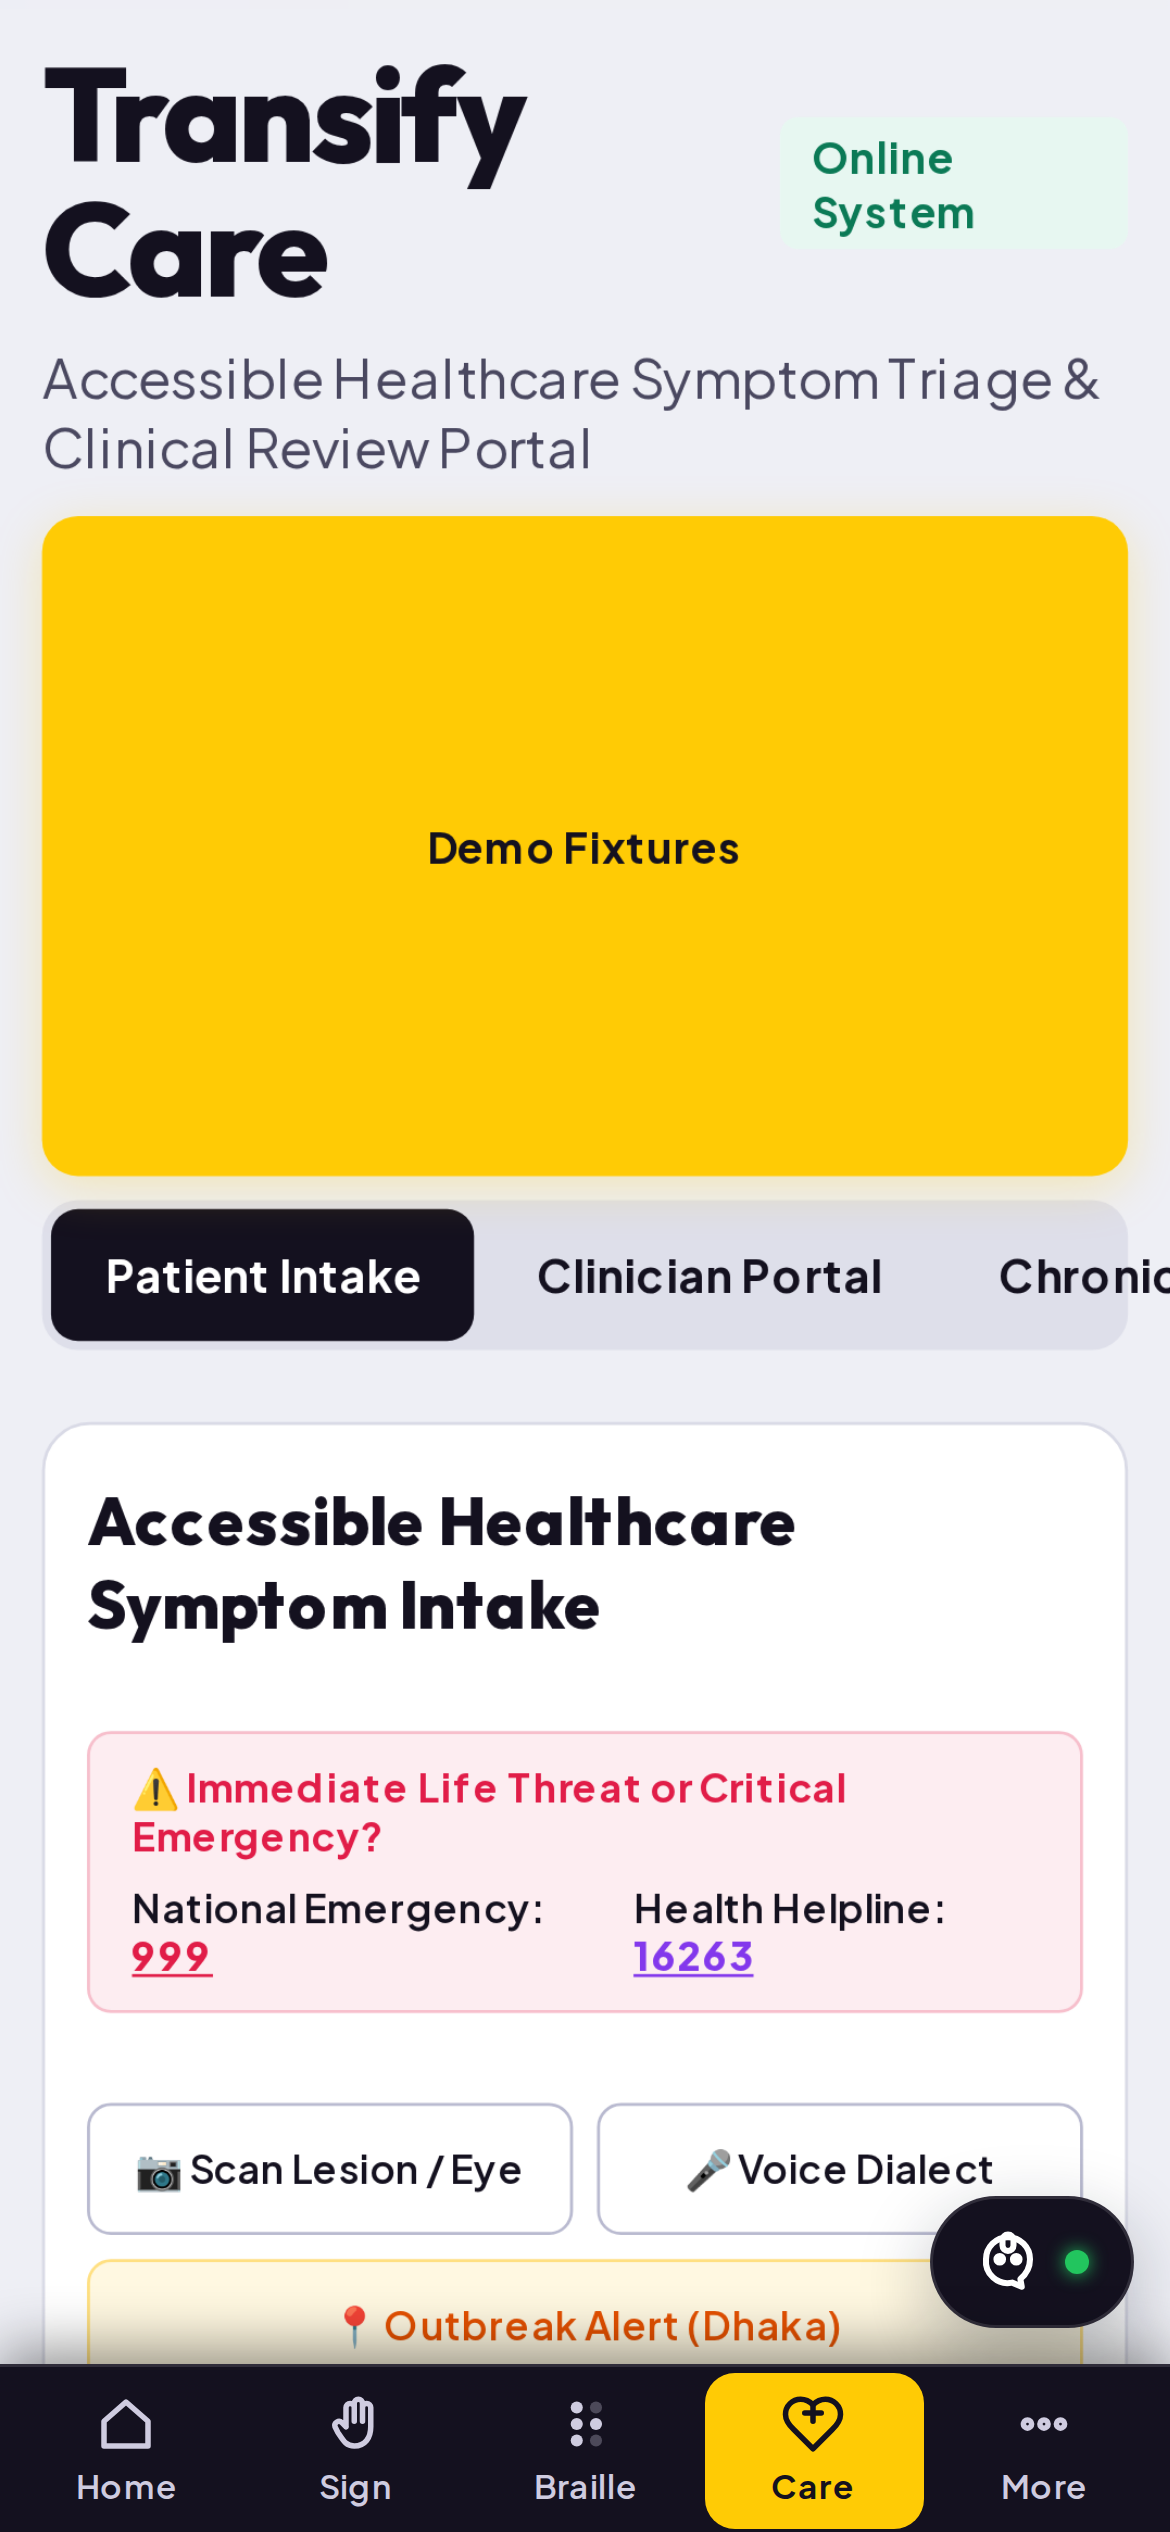 Transify
Care
Online
System
Accessible Healthcare Symptom Triage &
Clinical Review Portal
Demo Fixtures
Patient Intake
Clinician Portal
Chronic
⚠️ Accessible Healthcare
Symptom Intake
⚠️ Immediate Life Threat or Critical
Emergency?
National Emergency:
999
Health Helpline:
16263
📷 Scan Lesion / Eye
🎤 Voice Dialect
📍 Outbreak Alert (Dhaka)
Home
Sign
Braille
Care
More